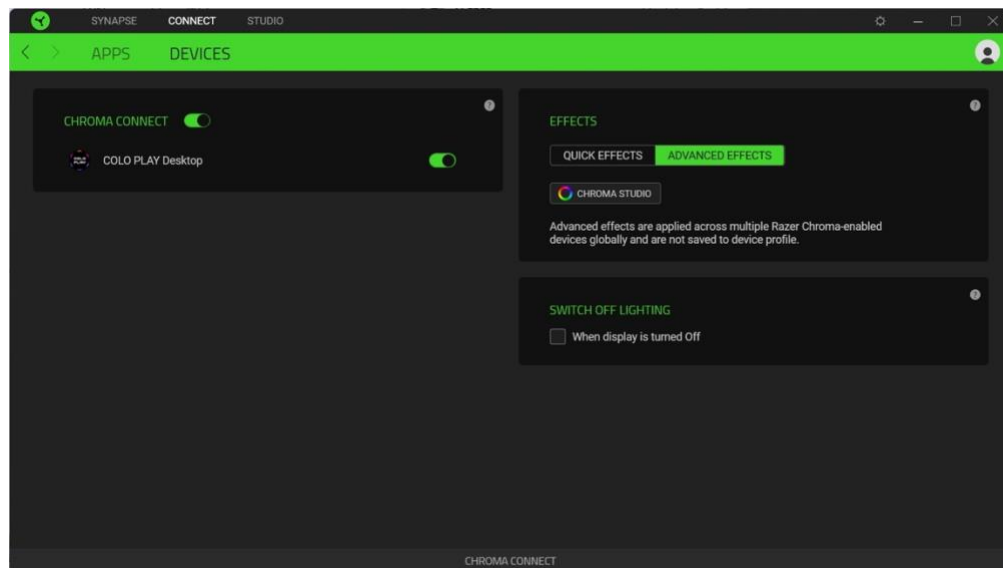 SYNAPSE CONNECT STUDIO
APPS DEVICES
CHROMA CONNECT
COLO PLAY Desktop
EFFECTS
QUICK EFFECTS ADVANCED EFFECTS
CHROMA STUDIO
Advanced effects are applied across multiple Razer Chroma-enabled
devices globally and are not saved to device profile.
SWITCH OFF LIGHTING
When display is turned Off
CHROMA CONNECT